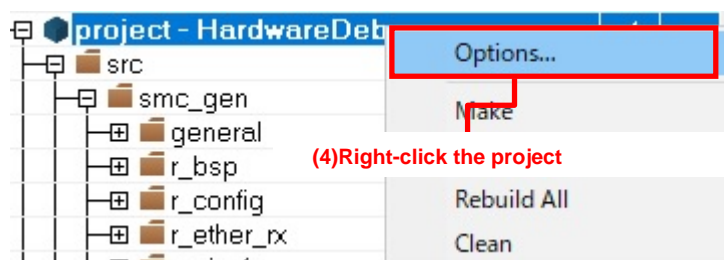 project - HardwareDeb
Options...
src
smc_gen
Make
general
(4)Right-click the project
r_bsp
r_config
Rebuild All
r_ether_rx
Clean